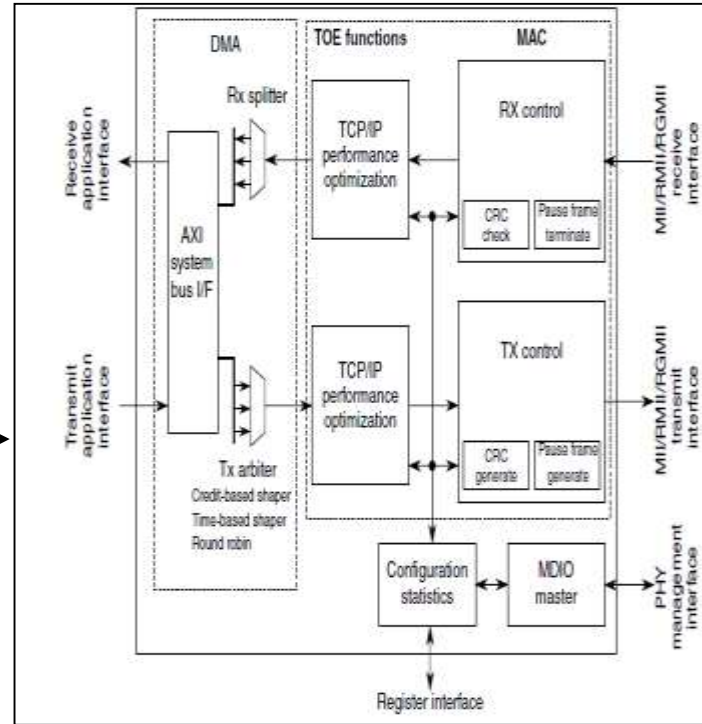 DMA
TOE functions
MAC
Rx splitter
Receive
application
interface
AXI
system
bus I/F
TCP/IP
performance
optimization
RX control
CRC
check
Pause frame
terminate
MII/RMII/RGMII
receive
interface
Transmit
application
interface
TCP/IP
performance
optimization
TX control
CRC
generate
Pause frame
generate
MII/RMII/RGMII
transmit
interface
Tx arbiter
Credit-based shaper
Time-based shaper
Round robin
Configuration
statistics
MDIO
master
PHY
management
interface
Register interface